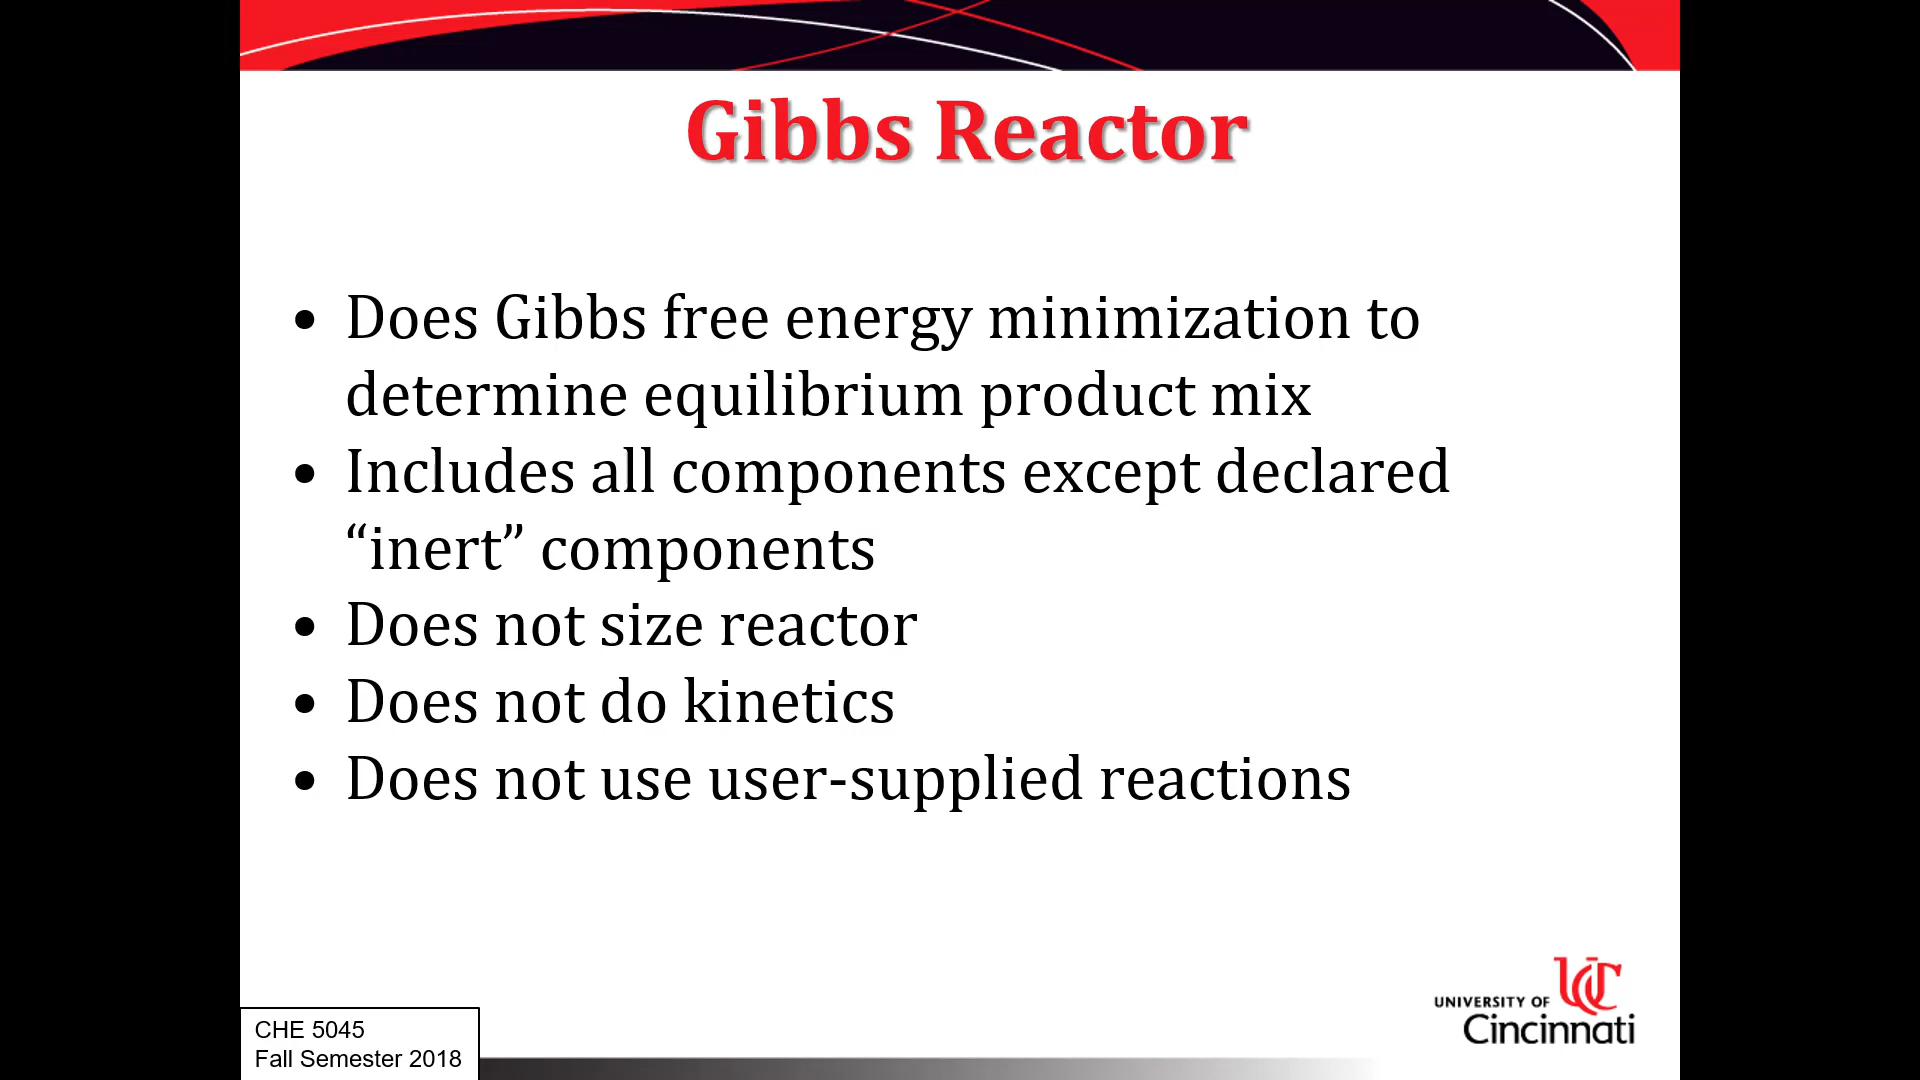 Gibbs Reactor
• Does Gibbs free energy minimization to
determine equilibrium product mix
• Includes all components except declared
“inert” components
• Does not size reactor
• Does not do kinetics
• Does not use user-supplied reactions
UC
UNIVERSITY OF
Cincinnati
CHE 5045
Fall Semester 2018